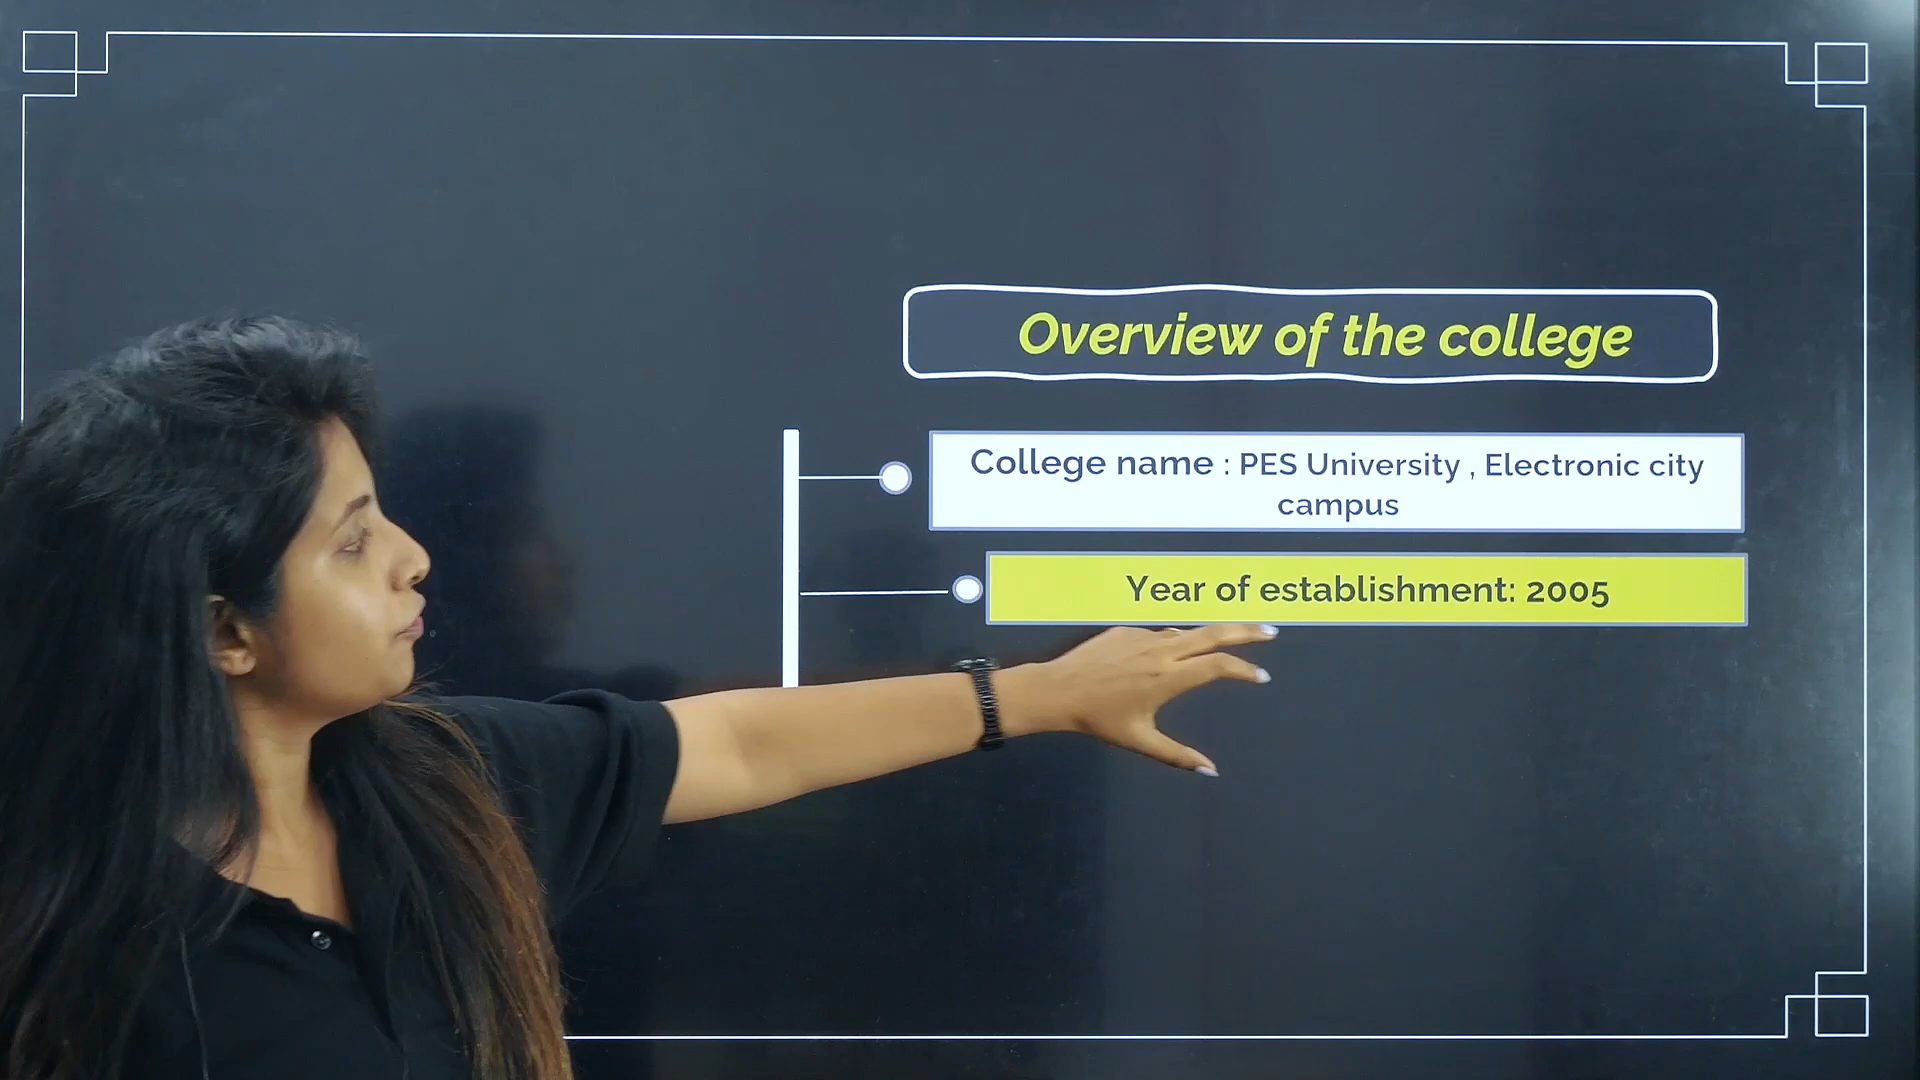 Overview of the college
College name : PES University , Electronic city
campus
Year of establishment: 2005